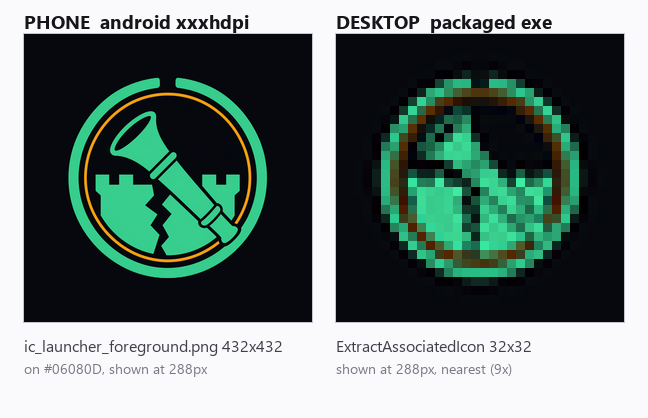 PHONE android xxxhdpi
DESKTOP packaged exe
ic_launcher_foreground.png 432x432
on #06080D, shown at 288px
ExtractAssociatedIcon 32x32
shown at 288px, nearest (9x)